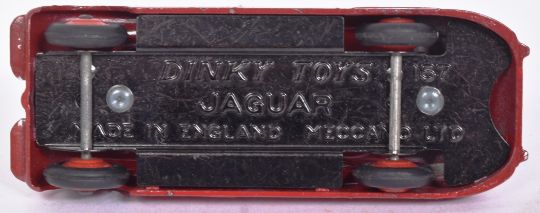 DINKY TOYS 157
JAGUAR
MADE IN ENGLAND MECCANO LTD